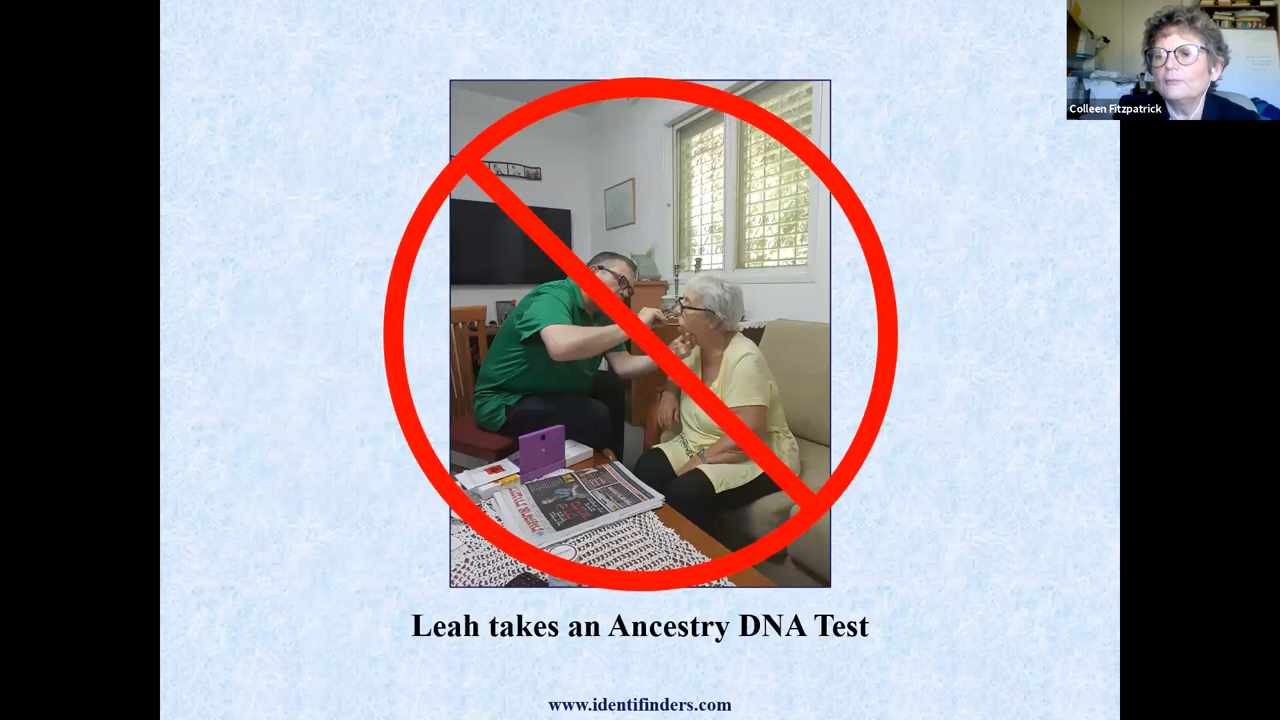 Colleen Fitzpatrick
Leah takes an Ancestry DNA Test
www.identifinders.com